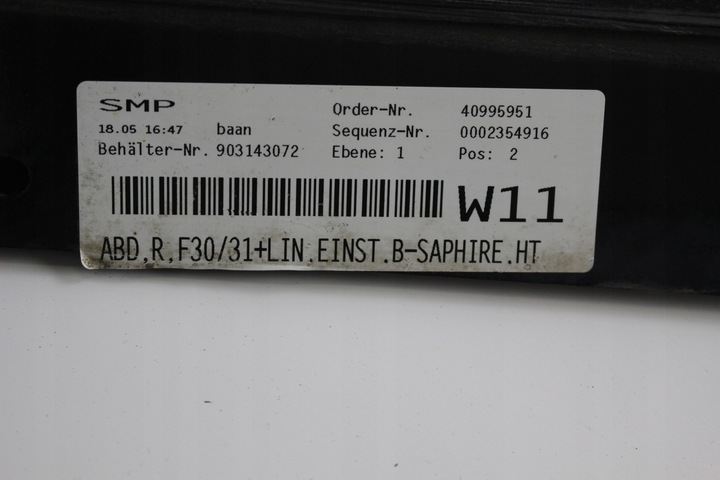 SMP Order-Nr. 40995951
18.05 16:47 baan Sequenz-Nr. 0002354916
Behälter-Nr. 903143072 Ebene: 1 Pos: 2
W11
ABD,R,F30/31+LIN.EINST.B-SAPHIRE.HT